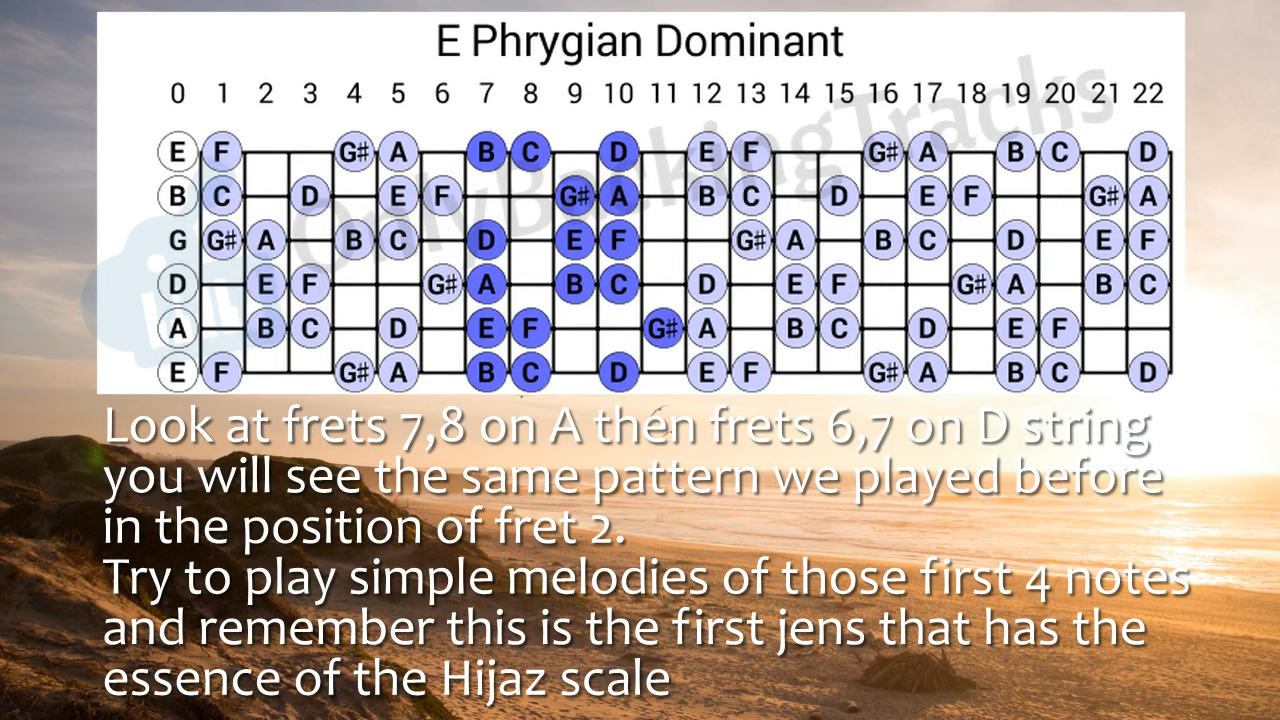 E Phrygian Dominant
0 1 2 3 4 5 6 7 8 9 10 11 12 13 14 15 16 17 18 19 20 21 22
E F G# A B C D E F G# A B C D
B C D E F G# A B C D E F G# A
G G# A B C D E F G# A B C D E F
D E F G# A B C D E F G# A B C
A B C D E F G# A B C D E F
E F G# A B C D E F G# A B C D
OnlyBackingTracks
Look at frets 7,8 on A then frets 6,7 on D string
you will see the same pattern we played before
in the position of fret 2.
Try to play simple melodies of those first 4 notes
and remember this is the first jens that has the
essence of the Hijaz scale